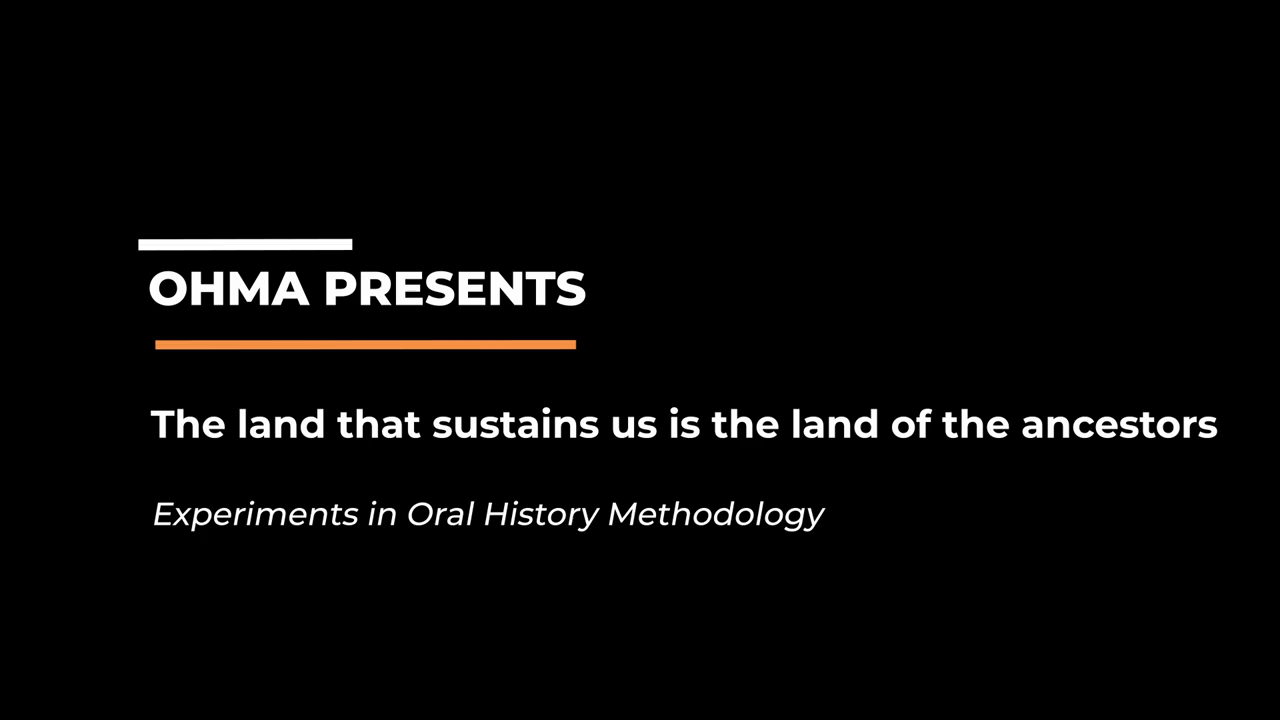 OHMA PRESENTS
The land that sustains us is the land of the ancestors
Experiments in Oral History Methodology